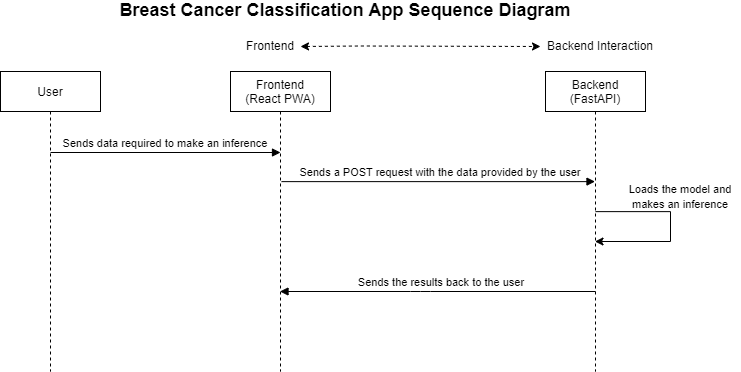 Breast Cancer Classification App Sequence Diagram
Frontend
Backend Interaction
User
Frontend
(React PWA)
Backend
(FastAPI)
Sends data required to make an inference
Sends a POST request with the data provided by the user
Loads the model and
makes an inference
Sends the results back to the user